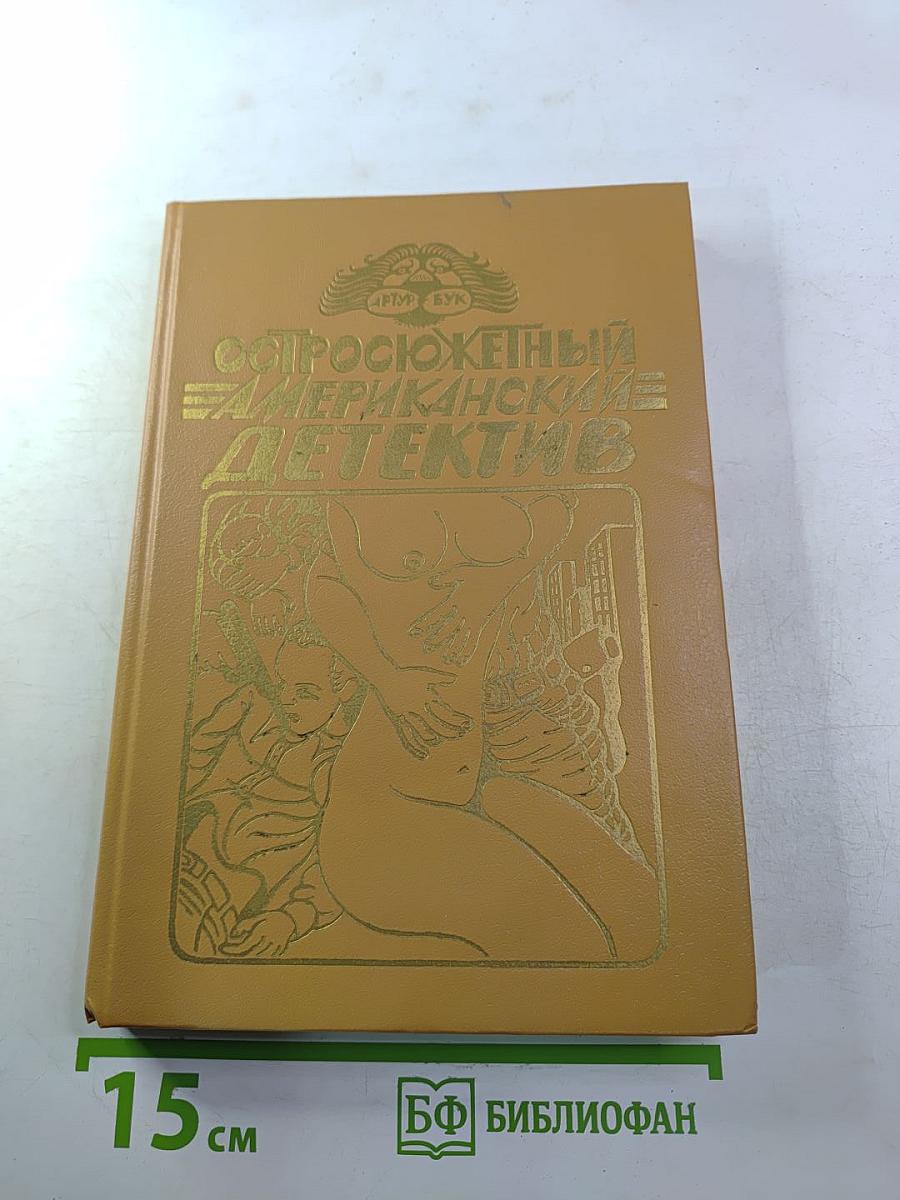 АРТУР БУК
ОСТРОСЮЖЕТНЫЙ
АМЕРИКАНСКИЙ
ДЕТЕКТИВ
15 см
БФ БИБЛИОФАН